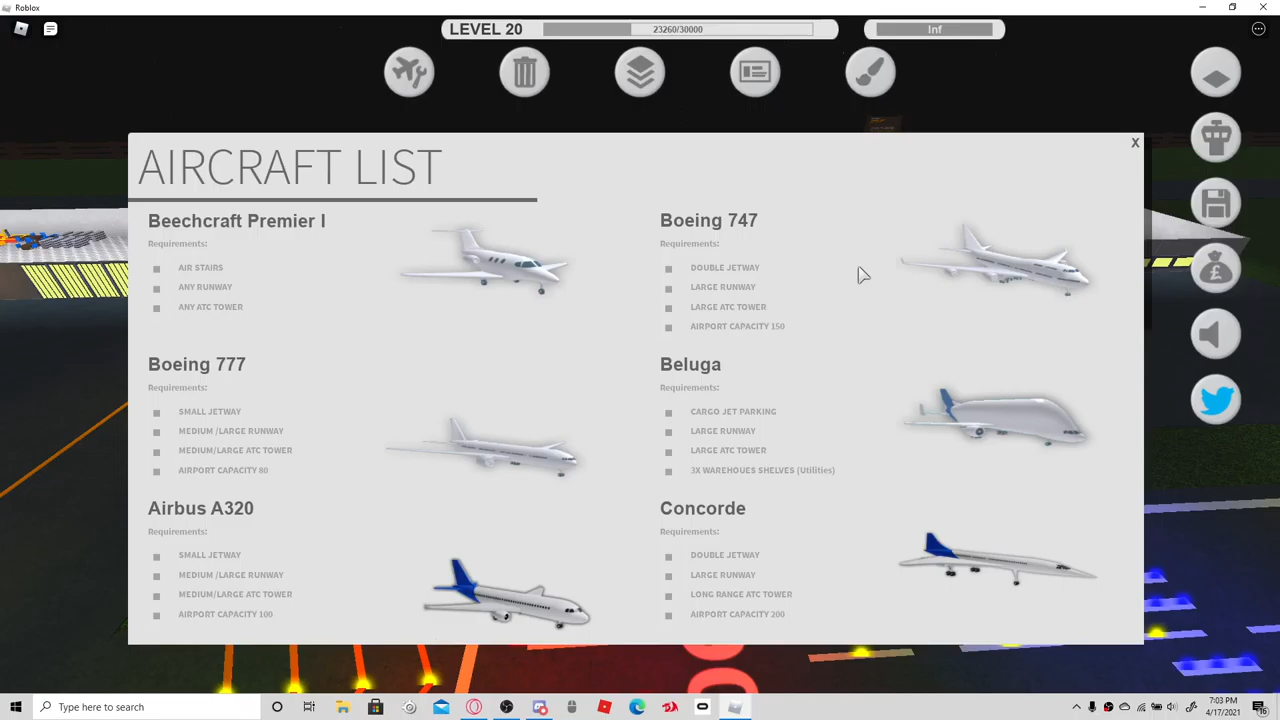 Roblox
LEVEL 20
23260/30000
Inf
AIRCRAFT LIST
X
Beechcraft Premier I
Requirements:
AIR STAIRS
ANY RUNWAY
ANY ATC TOWER
Boeing 747
Requirements:
DOUBLE JETWAY
LARGE RUNWAY
LARGE ATC TOWER
AIRPORT CAPACITY 150
Boeing 777
Requirements:
SMALL JETWAY
MEDIUM /LARGE RUNWAY
MEDIUM/LARGE ATC TOWER
AIRPORT CAPACITY 80
Beluga
Requirements:
CARGO JET PARKING
LARGE RUNWAY
LARGE ATC TOWER
3X WAREHOUES SHELVES (Utilities)
Airbus A320
Requirements:
SMALL JETWAY
MEDIUM /LARGE RUNWAY
MEDIUM/LARGE ATC TOWER
AIRPORT CAPACITY 100
Concorde
Requirements:
DOUBLE JETWAY
LARGE RUNWAY
LONG RANGE ATC TOWER
AIRPORT CAPACITY 200
Type here to search
7:03 PM
4/17/2021